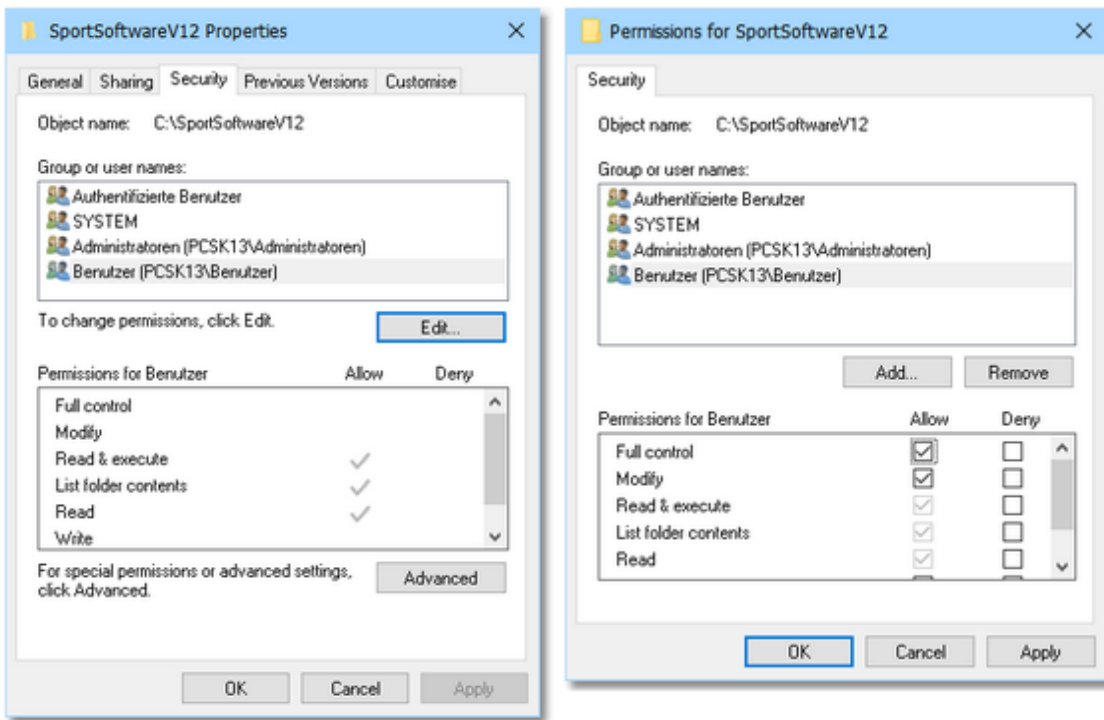 SportSoftwareV12 Properties
General Sharing Security Previous Versions Customise
Object name: C:\SportSoftwareV12
Group or user names:
Authentifizierte Benutzer
SYSTEM
Administratoren (PCSK13\Administratoren)
Benutzer (PCSK13\Benutzer)
To change permissions, click Edit.
Edit...
Permissions for Benutzer Allow Deny
Full control
Modify
Read & execute
List folder contents
Read
Write
For special permissions or advanced settings,
click Advanced.
Advanced
OK Cancel Apply
Permissions for SportSoftwareV12
Security
Object name: C:\SportSoftwareV12
Group or user names:
Authentifizierte Benutzer
SYSTEM
Administratoren (PCSK13\Administratoren)
Benutzer (PCSK13\Benutzer)
Add... Remove
Permissions for Benutzer Allow Deny
Full control
Modify
Read & execute
List folder contents
Read
OK Cancel Apply